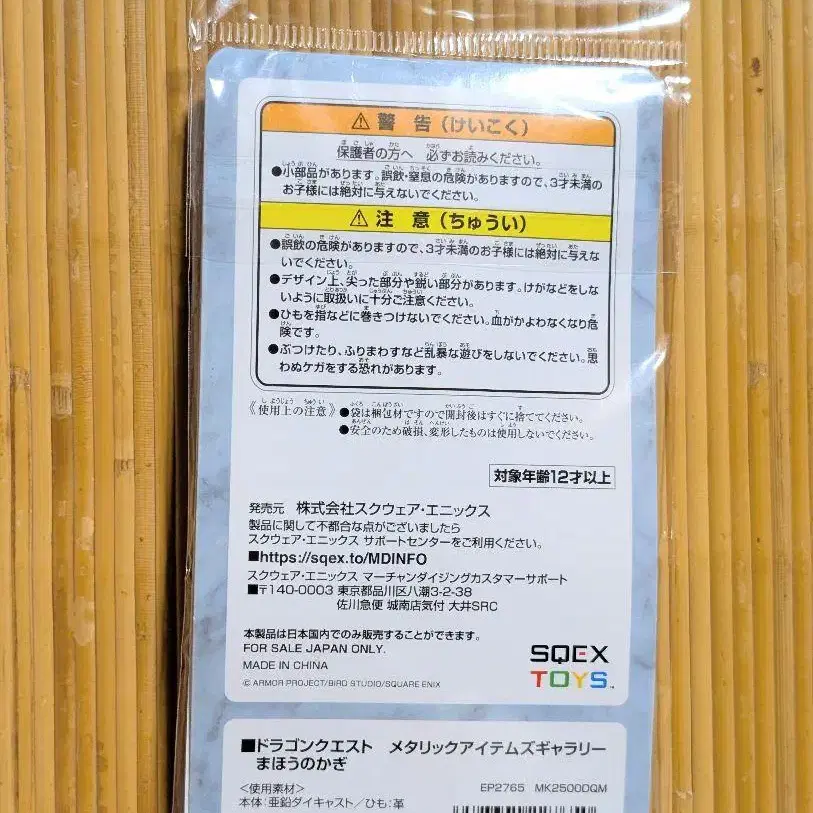 ⚠ 警 告 (けいこく)
保護者の方へ 必ずお読みください。
●小部品があります。誤飲・窒息の危険がありますので、3才未満の
お子様には絶対に与えないでください。
⚠ 注 意 (ちゅうい)
●誤飲の危険がありますので、3才未満のお子様には絶対に与えな
いでください。
●デザイン上、尖った部分や鋭い部分があります。けがなどをしな
いように取扱いに十分ご注意ください。
●ひもを指などに巻きつけないでください。血がかよわなくなり危
険です。
●ぶつけたり、ふりまわすなど乱暴な遊びをしないでください。思
わぬケガをする恐れがあります。
《使用上の注意》●袋は梱包材ですので開封後はすぐに捨ててください。
●安全のため破損、変形したものは使用しないでください。
対象年齢12才以上
発売元 株式会社スクウェア・エニックス
製品に関して不都合な点がございましたら
スクウェア・エニックス サポートセンターをご利用ください。
■https://sqex.to/MDINFO
スクウェア・エニックス マーチャンダイジングカスタマーサポート
■〒140-0003 東京都品川区八潮3-2-38
佐川急便 城南店気付 大井SRC
本製品は日本国内でのみ販売することができます。
FOR SALE JAPAN ONLY.
MADE IN CHINA
© ARMOR PROJECT/BIRD STUDIO/SQUARE ENIX
SQEX
TOYS™
■ドラゴンクエスト メタリックアイテムズギャラリー
まほうのかぎ
<使用素材>
EP2765 MK2500DQM
本体:亜鉛ダイキャスト/ひも:革